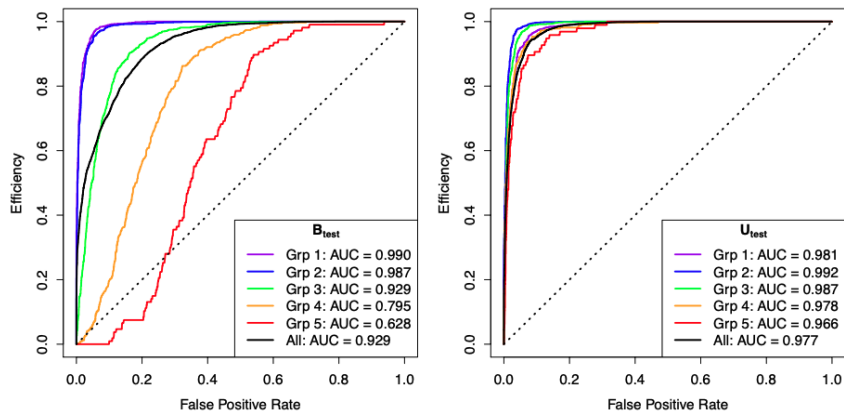 Efficiency
1.0
0.8
0.6
0.4
0.2
0.0
B_test
Grp 1: AUC = 0.990
Grp 2: AUC = 0.987
Grp 3: AUC = 0.929
Grp 4: AUC = 0.795
Grp 5: AUC = 0.628
All: AUC = 0.929
0.0 0.2 0.4 0.6 0.8 1.0
False Positive Rate
Efficiency
1.0
0.8
0.6
0.4
0.2
0.0
U_test
Grp 1: AUC = 0.981
Grp 2: AUC = 0.992
Grp 3: AUC = 0.987
Grp 4: AUC = 0.978
Grp 5: AUC = 0.966
All: AUC = 0.977
0.0 0.2 0.4 0.6 0.8 1.0
False Positive Rate